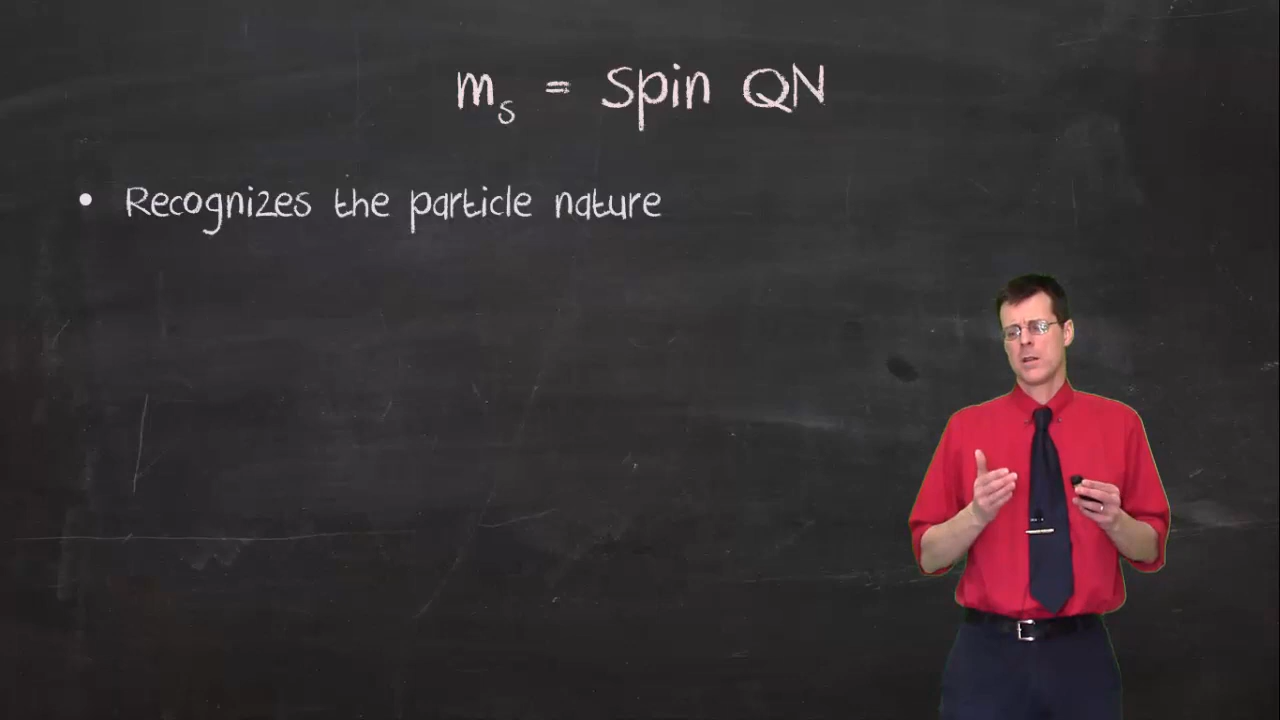 ms = Spin QN
• Recognizes the particle nature